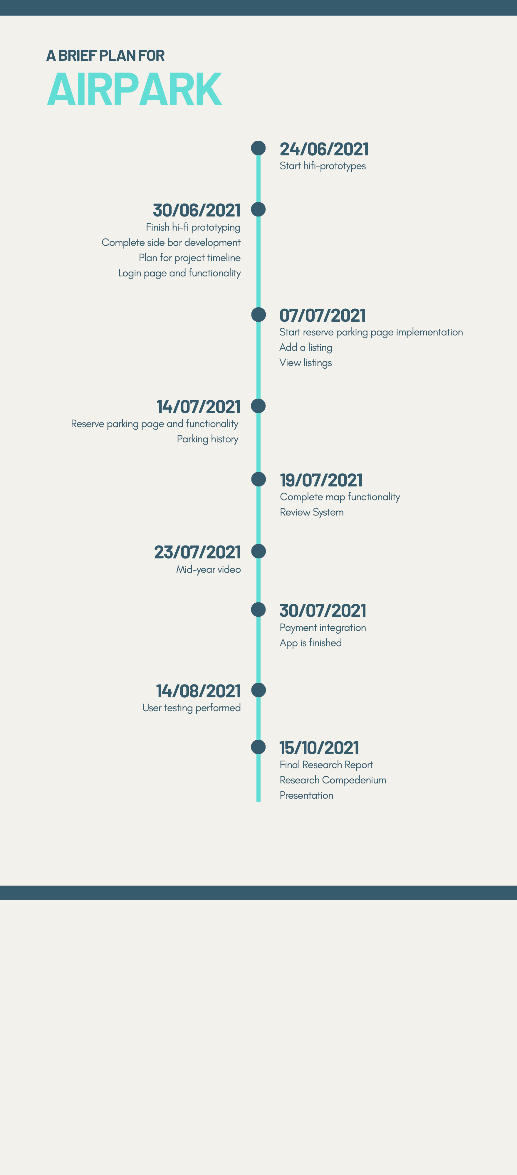 A BRIEF PLAN FOR
AIRPARK
24/06/2021
Start hifi-prototypes
30/06/2021
Finish hi-fi prototyping
Complete side bar development
Plan for project timeline
Login page and functionality
07/07/2021
Start reserve parking page implementation
Add a listing
View listings
14/07/2021
Reserve parking page and functionality
Parking history
19/07/2021
Complete map functionality
Review System
23/07/2021
Mid-year video
30/07/2021
Payment integration
App is finished
14/08/2021
User testing performed
15/10/2021
Final Research Report
Research Compedenium
Presentation